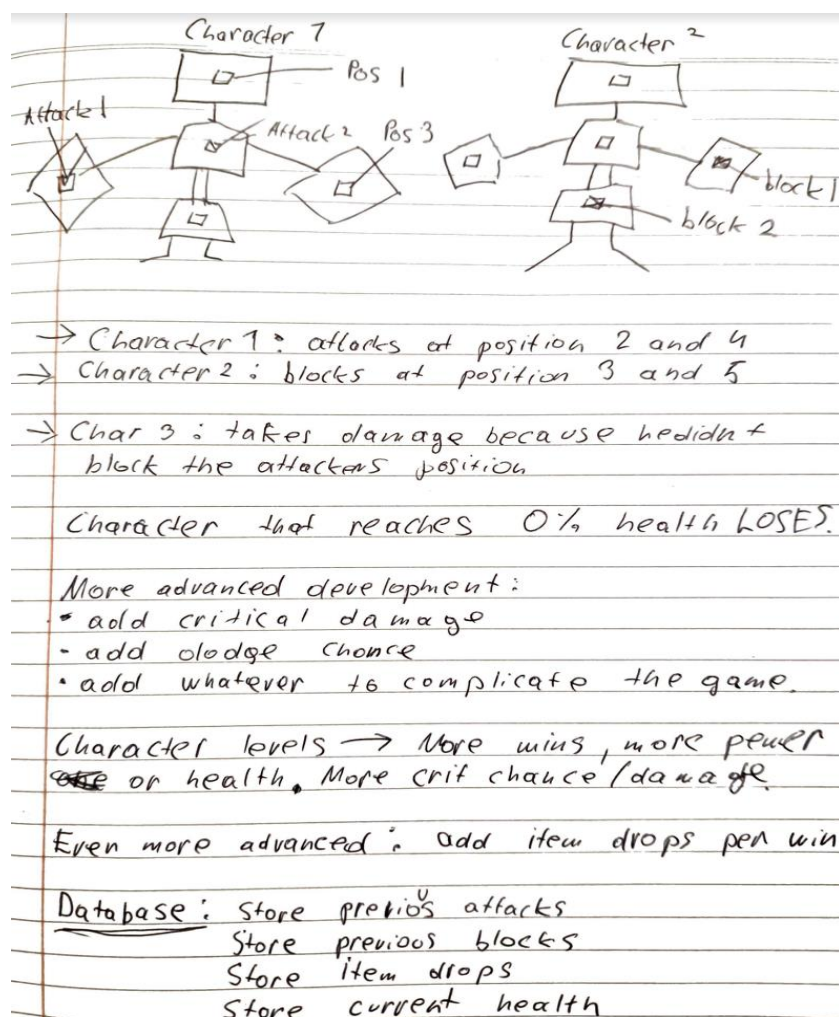 Character 1
Character 2
Pos 1
Attack 1
Attack 2
Pos 3
block 1
block 2
→ Character 1: attacks at position 2 and 4
→ Character 2: blocks at position 3 and 5
→ Char 3: takes damage because he didnt
block the attackers position
Character that reaches 0% health LOSES.
More advanced development:
• add critical damage
- add dodge chance
• add whatever to complicate the game.
Character levels → More wins, more power
or health. More crit chance/damage.
Even more advanced: add item drops per win
Database: Store previous attacks
Store previous blocks
Store item drops
Store current health